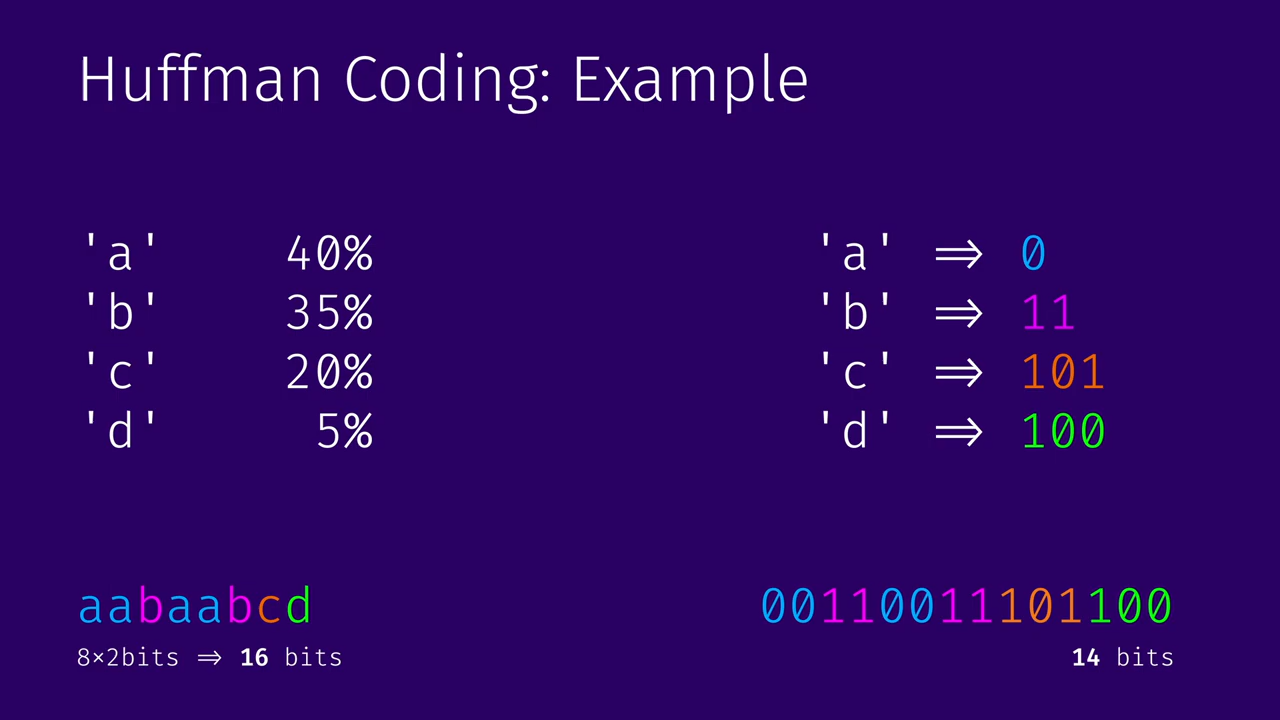 Huffman Coding: Example
'a' 40% 'a' ⇒ 0
'b' 35% 'b' ⇒ 11
'c' 20% 'c' ⇒ 101
'd' 5% 'd' ⇒ 100
aabaabcd 00110011101100
8×2bits ⇒ 16 bits 14 bits